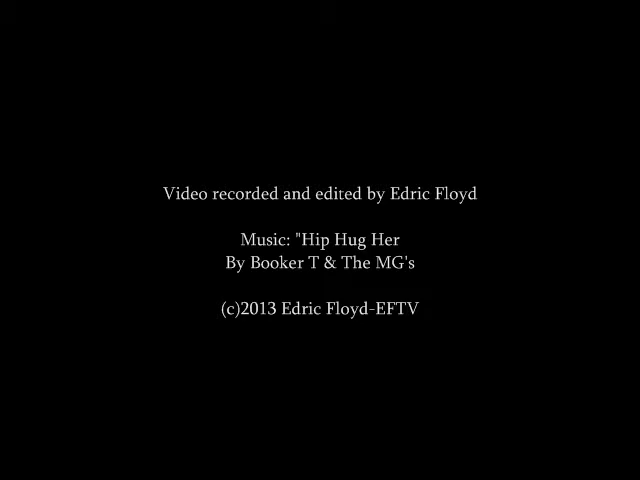 Video recorded and edited by Edric Floyd
Music: "Hip Hug Her
By Booker T & The MG's
(c)2013 Edric Floyd-EFTV